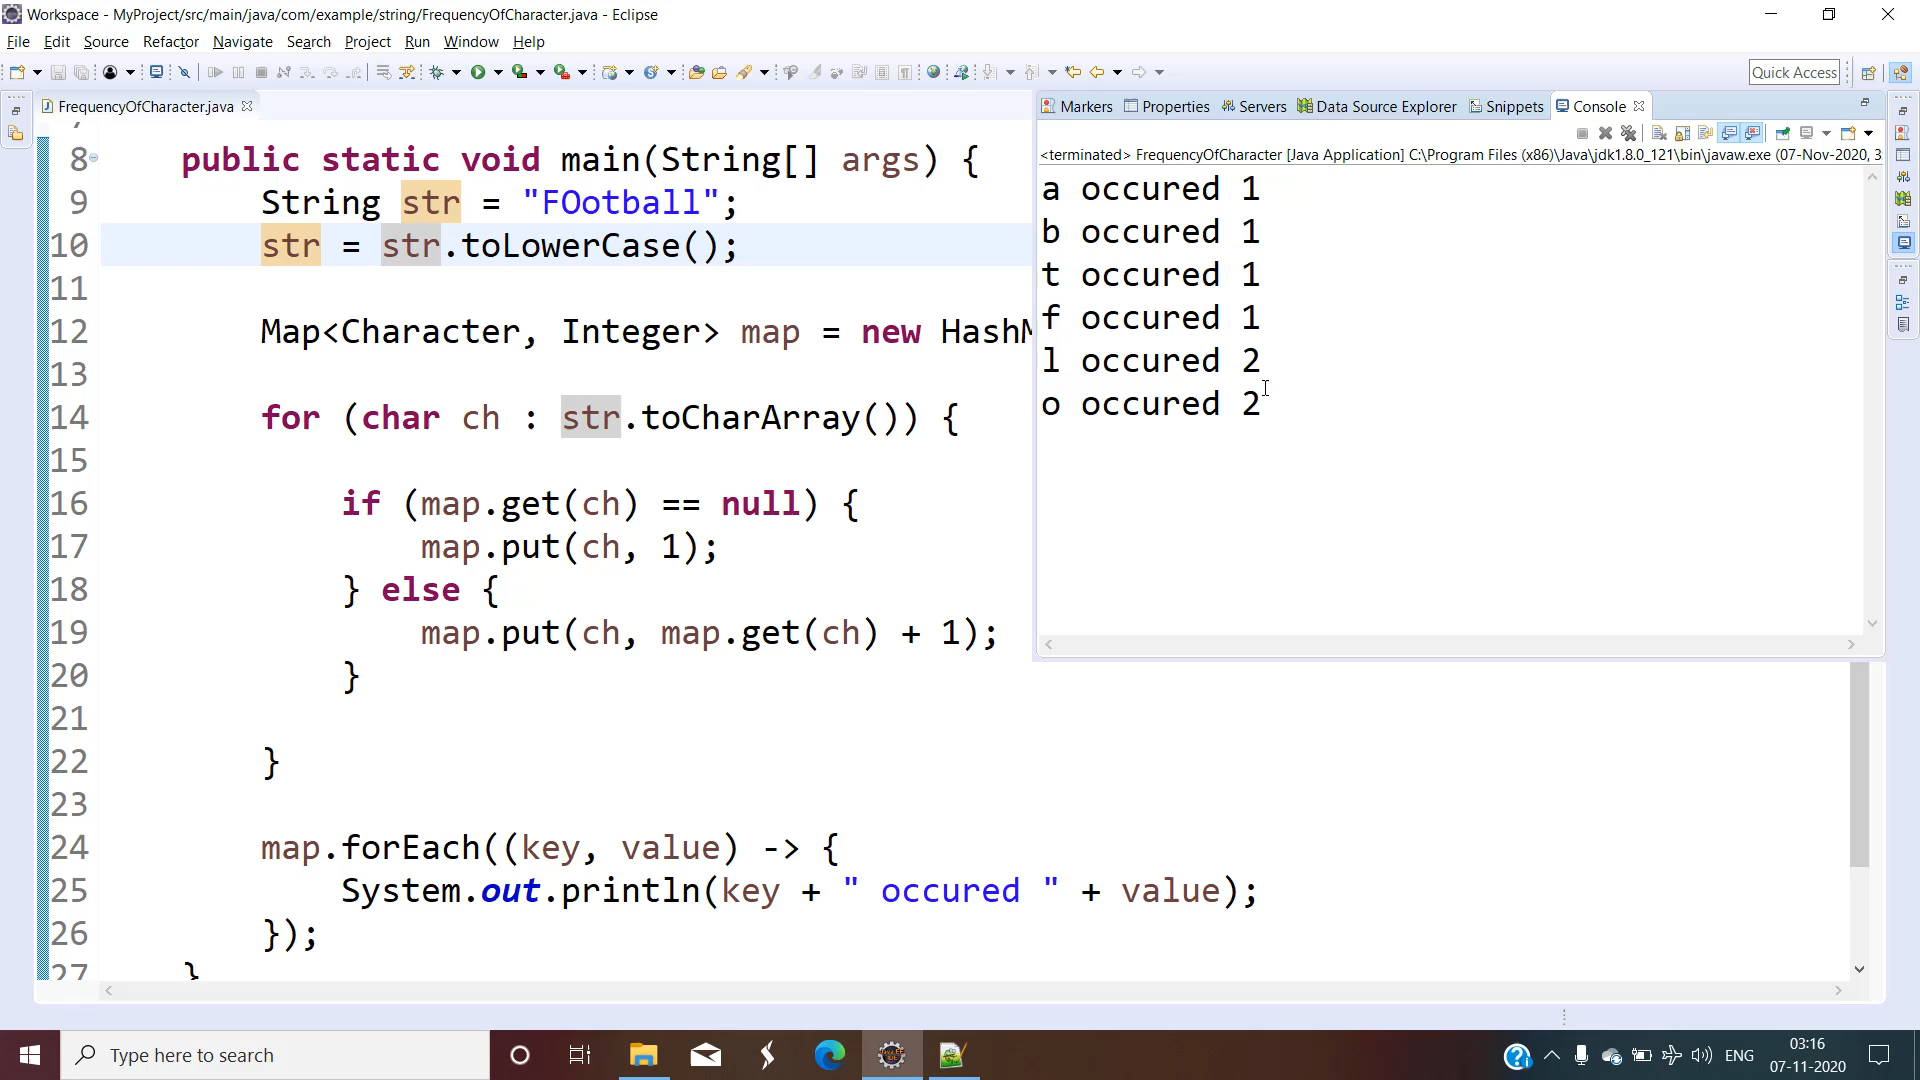 Workspace - MyProject/src/main/java/com/example/string/FrequencyOfCharacter.java - Eclipse
File Edit Source Refactor Navigate Search Project Run Window Help
Quick Access
FrequencyOfCharacter.java
8 public static void main(String[] args) {
9 String str = "FOotball";
10 str = str.toLowerCase();
11
12 Map<Character, Integer> map = new HashM
13
14 for (char ch : str.toCharArray()) {
15
16 if (map.get(ch) == null) {
17 map.put(ch, 1);
18 } else {
19 map.put(ch, map.get(ch) + 1);
20 }
21
22 }
23
24 map.forEach((key, value) -> {
25 System.out.println(key + " occured " + value);
26 });
27 }
Markers Properties Servers Data Source Explorer Snippets Console
<terminated> FrequencyOfCharacter [Java Application] C:\Program Files (x86)\Java\jdk1.8.0_121\bin\javaw.exe (07-Nov-2020, 3
a occured 1
b occured 1
t occured 1
f occured 1
l occured 2
o occured 2
Type here to search
ENG
03:16
07-11-2020